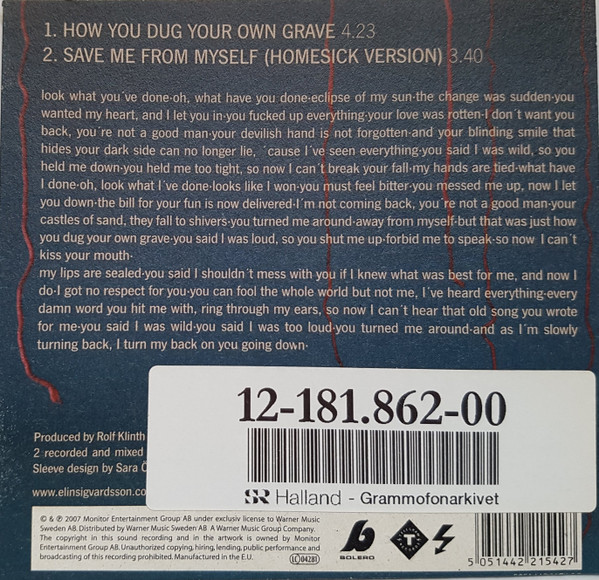 1. HOW YOU DUG YOUR OWN GRAVE 4.23
2. SAVE ME FROM MYSELF (HOMESICK VERSION) 3.40
look what you´ve done·oh, what have you done·eclipse of my sun·the change was sudden·you
wanted my heart, and I let you in·you fucked up everything·your love was rotten·I don´t want you
back, you´re not a good man·your devilish hand is not forgotten·and your blinding smile that
hides your dark side can no longer lie, ´cause I´ve seen everything·you said I was wild, so you
held me down·you held me too tight, so now I can´t break your fall·my hands are tied·what have
I done·oh, look what I´ve done·looks like I won·you must feel bitter·you messed me up, now I let
you down·the bill for your fun is now delivered·I´m not coming back, you´re not a good man·your
castles of sand, they fall to shivers·you turned me around·away from myself·but that was just how
you dug your own grave·you said I was loud, so you shut me up·forbid me to speak·so now I can´t
kiss your mouth·
my lips are sealed·you said I shouldn´t mess with you if I knew what was best for me, and now I
do·I got no respect for you·you can fool the whole world but not me, I´ve heard everything·every
damn word you hit me with, ring through my ears, so now I can´t hear that old song you wrote
for me·you said I was wild·you said I was too loud·you turned me around·and as I´m slowly
turning back, I turn my back on you going down·
12-181.862-00
SR Halland - Grammofonarkivet
Produced by Rolf Klinth
2 recorded and mixed
Sleeve design by Sara
www.elinsigvardsson.co
© & ℗ 2007 Monitor Entertainment Group AB under exclusiv license to Warner Music
Sweden AB. Distributed by Warner Music Sweden AB A Warner Music Group Company.
The copyright in this sound recording and in the artwork is owned by Monitor
Entertainment Group AB. Unauthorized copying, hiring, lending, public performance and
broadcasting of this recording prohibited. Manufactured in the E.U.
LC 04281
b
BOLERO
T
5 051442 215427